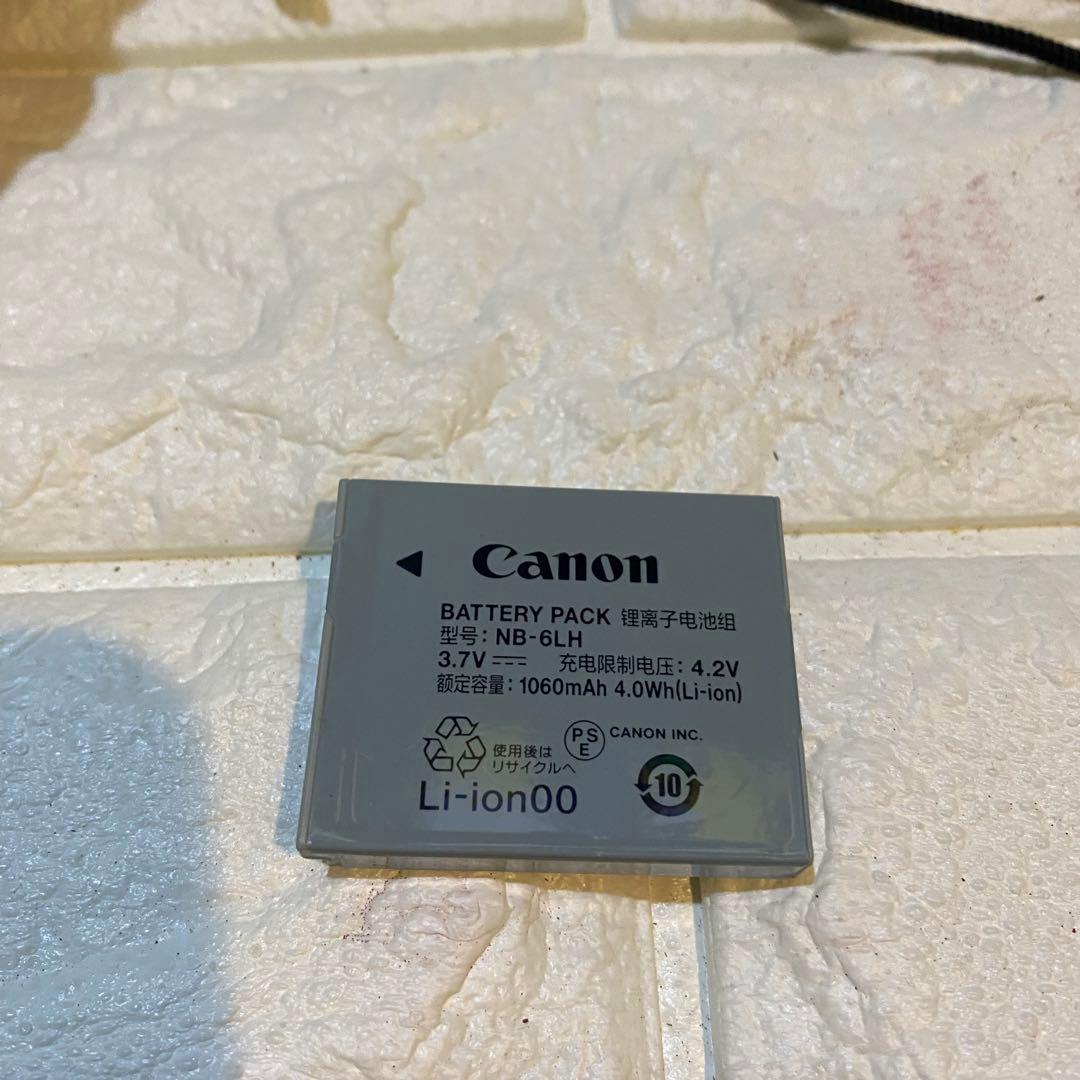 Canon
BATTERY PACK 锂离子电池组
型号: NB-6LH
3.7V 充电限制电压: 4.2V
额定容量: 1060mAh 4.0Wh(Li-ion)
使用後は
リサイクルへ
PSE
CANON INC.
Li-ion00
10